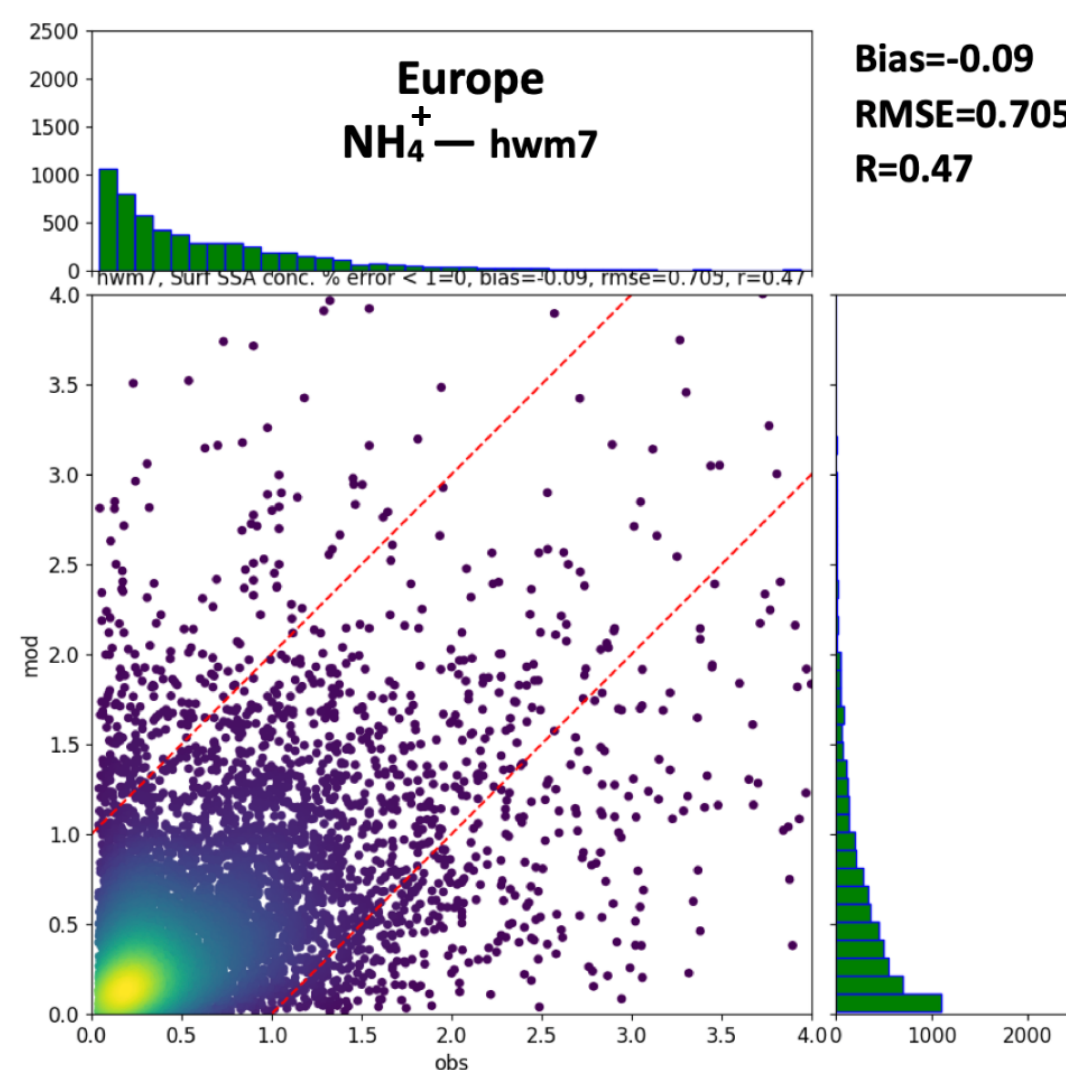 2500
2000
1500
1000
500
0
Europe
NH₄⁺ — hwm7
Bias=-0.09
RMSE=0.705
R=0.47
hwm7, Surf SSA conc. % error < 1=0, bias=-0.09, rmse=0.705, r=0.47
4.0
3.5
3.0
2.5
2.0
1.5
1.0
0.5
0.0
mod
0.0 0.5 1.0 1.5 2.0 2.5 3.0 3.5 4.0
obs
0 1000 2000